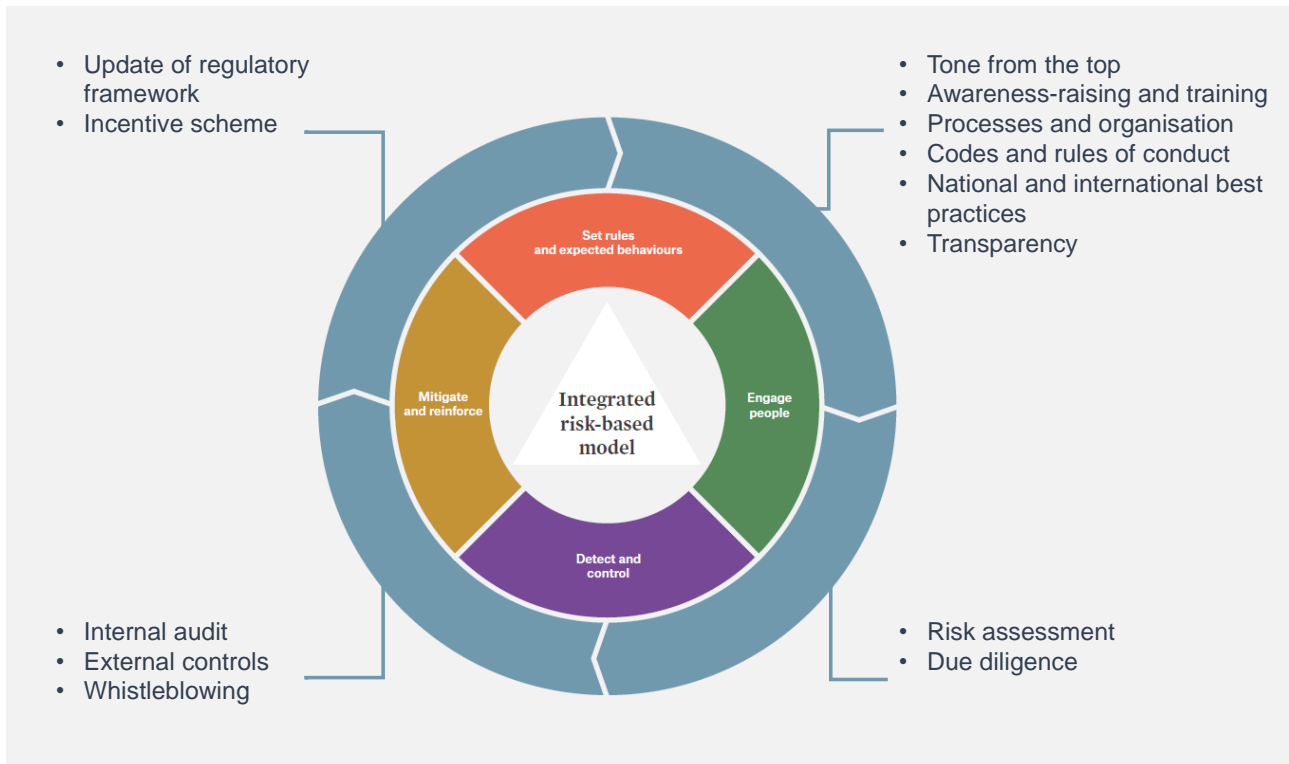 • Update of regulatory
framework
• Incentive scheme
• Tone from the top
• Awareness-raising and training
• Processes and organisation
• Codes and rules of conduct
• National and international best
practices
• Transparency
Set rules
and expected behaviours
Mitigate
and reinforce
Integrated
risk-based
model
Engage
people
Detect and
control
• Internal audit
• External controls
• Whistleblowing
• Risk assessment
• Due diligence